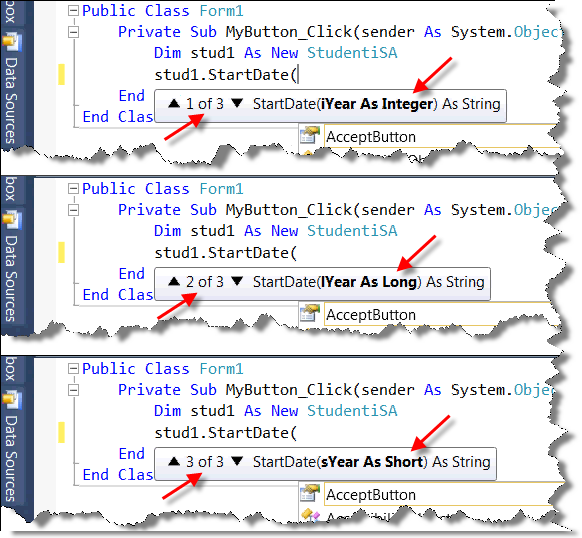 Public Class Form1
box
Private Sub MyButton_Click(sender As System.Objec
Dim stud1 As New StudentiSA
Data Sources
stud1.StartDate(
End
▲ 1 of 3 ▼ StartDate(iYear As Integer) As String
End Clas
AcceptButton
Public Class Form1
box
Private Sub MyButton_Click(sender As System.Objec
Dim stud1 As New StudentiSA
Data Sources
stud1.StartDate(
End
▲ 2 of 3 ▼ StartDate(lYear As Long) As String
End Clas
AcceptButton
Public Class Form1
box
Private Sub MyButton_Click(sender As System.Objec
Dim stud1 As New StudentiSA
Data Sources
stud1.StartDate(
End
▲ 3 of 3 ▼ StartDate(sYear As Short) As String
End Clas
AcceptButton